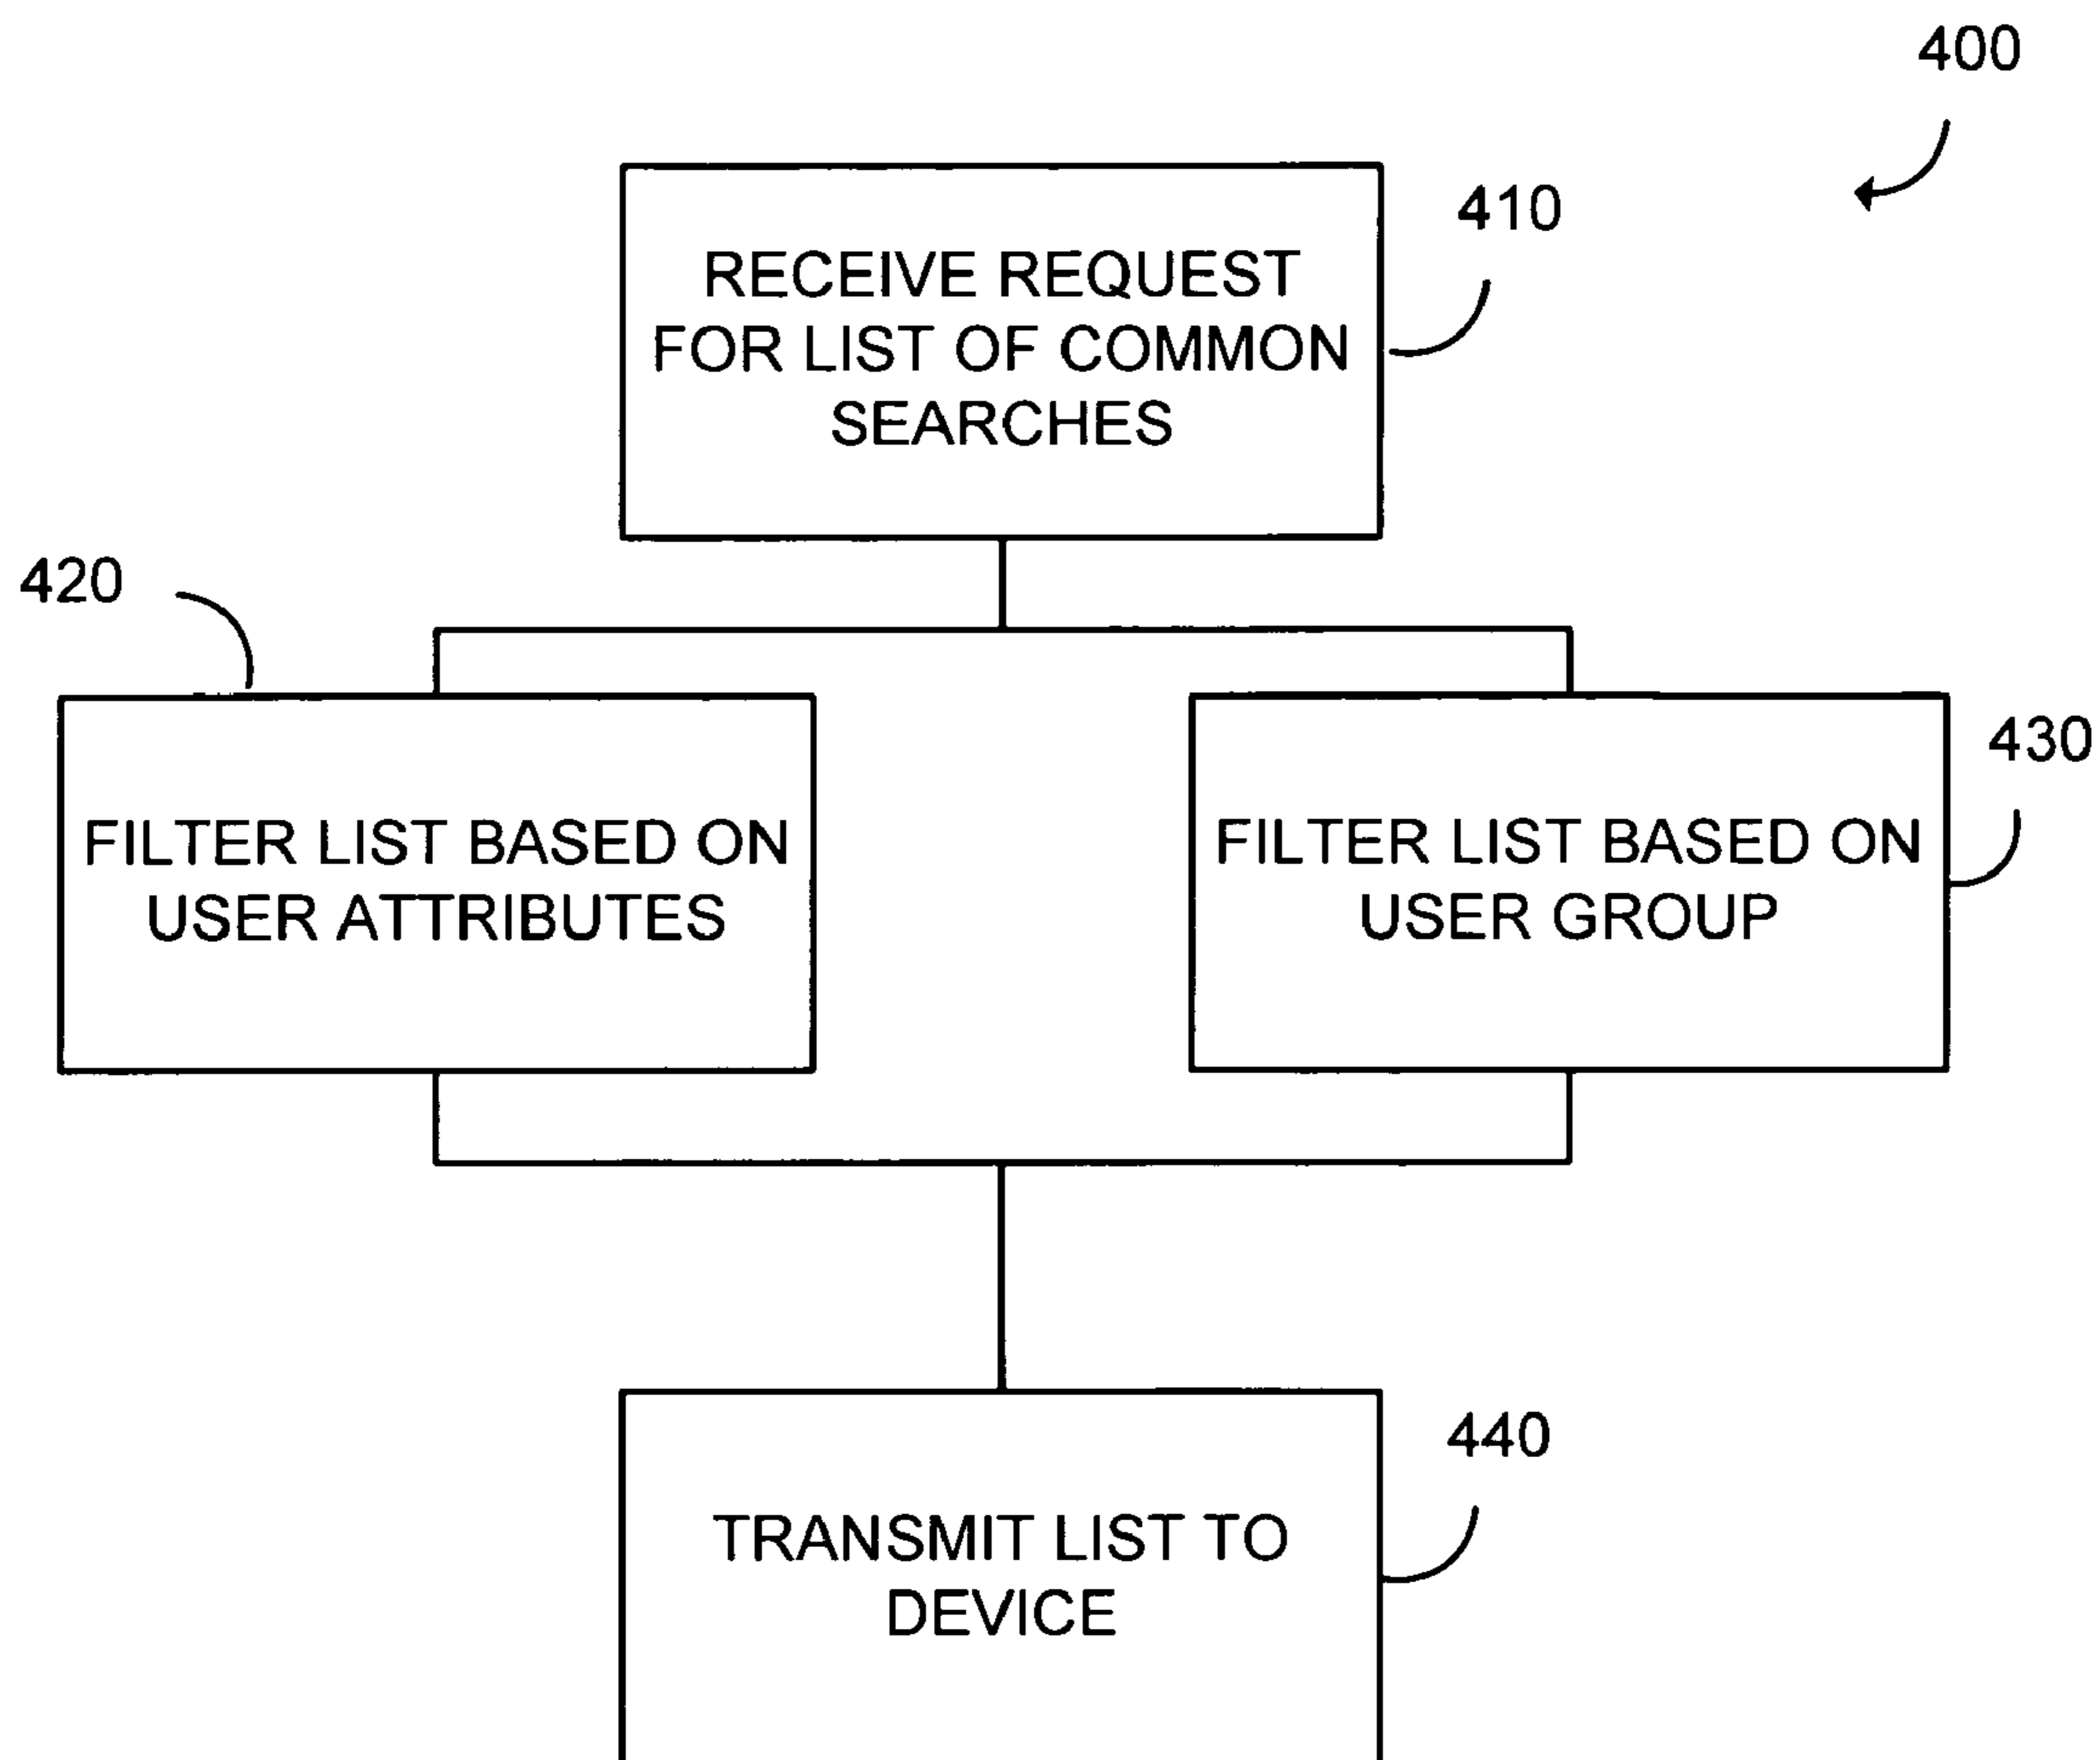 400
410
RECEIVE REQUEST
FOR LIST OF COMMON
SEARCHES
420
430
FILTER LIST BASED ON
USER ATTRIBUTES
FILTER LIST BASED ON
USER GROUP
440
TRANSMIT LIST TO
DEVICE